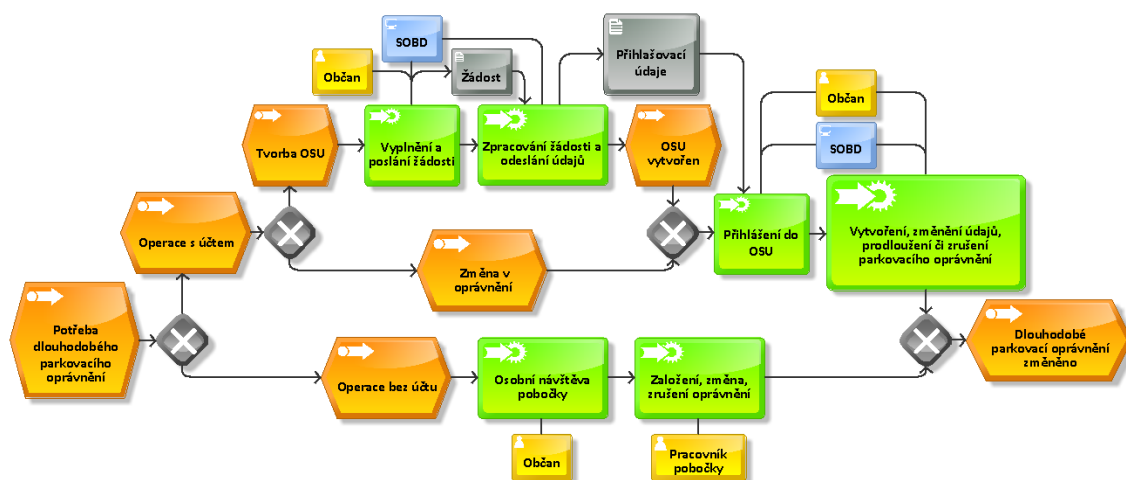 SOBD
Občan
Žádost
Přihlašovací
údaje
Občan
SOBD
Tvorba OSU
Vyplnění a
poslání žádosti
Zpracování žádosti a
odeslání údajů
OSU
vytvořen
Operace s účtem
Změna v
oprávnění
Přihlášení do
OSU
Vytvoření, změnění údajů,
prodloužení či zrušení
parkovacího oprávnění
Potřeba
dlouhodobého
parkovacího
oprávnění
Operace bez účtu
Osobní návštěva
pobočky
Založení, změna,
zrušení oprávnění
Dlouhodobé
parkovací oprávnění
změněno
Občan
Pracovník
pobočky